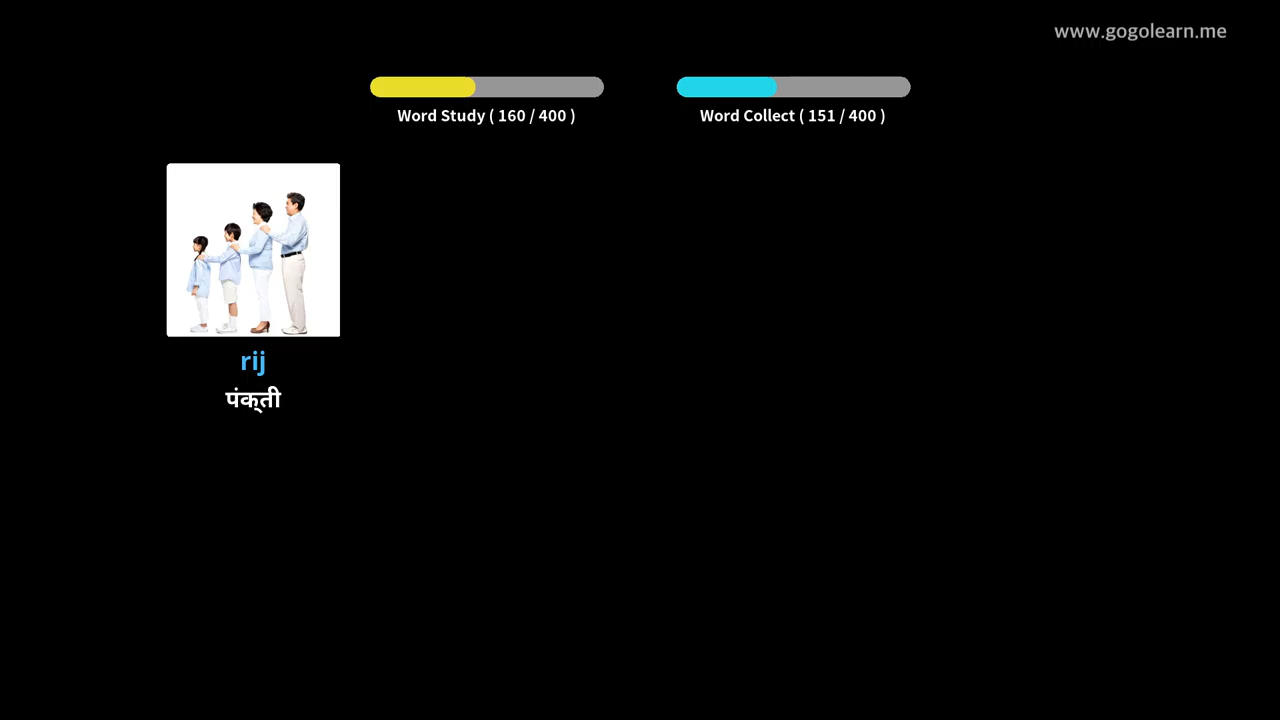 www.gogolearn.me
Word Study ( 160 / 400 )
Word Collect ( 151 / 400 )
rij
पंक्ती